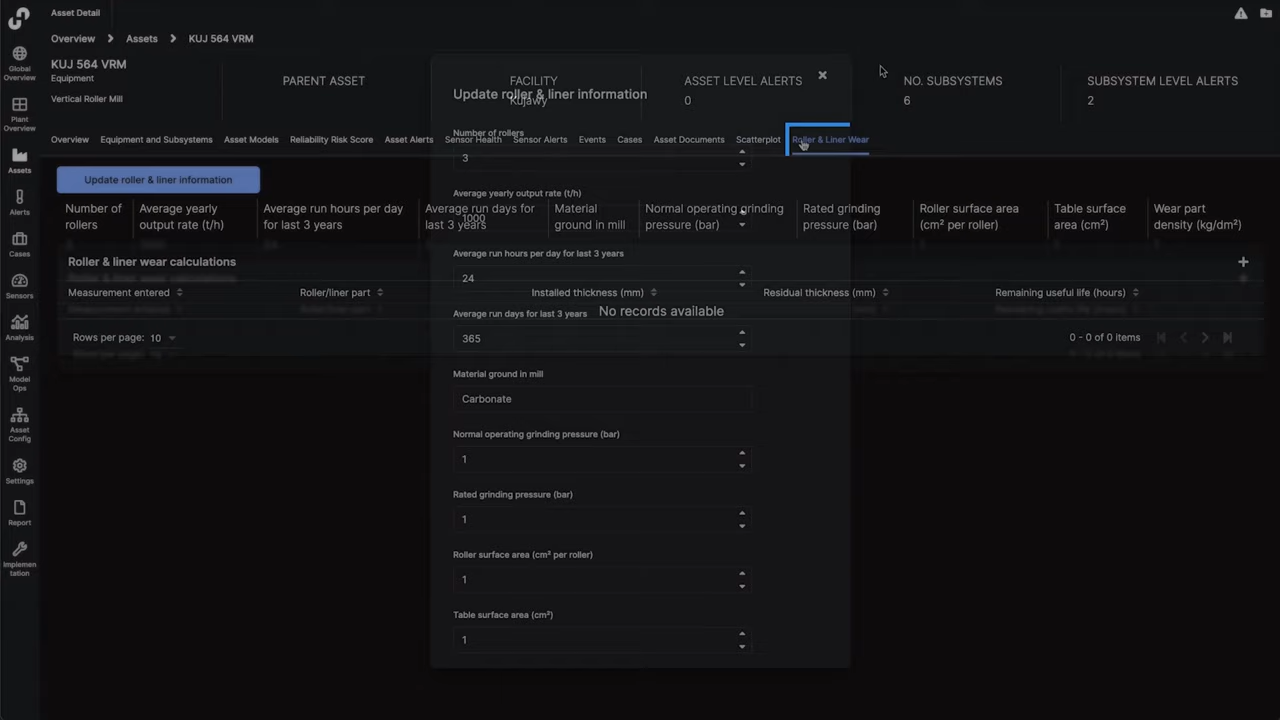 Asset Detail
Overview
Assets
KUJ 564 VRM
Global
Overview
Plant
Overview
Assets
Alerts
Cases
Sensors
Analysis
Model
Ops
Asset
Config
Settings
Report
Implemen
tation
KUJ 564 VRM
Equipment
Vertical Roller Mill
PARENT ASSET
FACILITY
Kujawy
ASSET LEVEL ALERTS
0
NO. SUBSYSTEMS
6
SUBSYSTEM LEVEL ALERTS
2
Overview
Equipment and Subsystems
Asset Models
Reliability Risk Score
Asset Alerts
Sensor Health
Sensor Alerts
Events
Cases
Asset Documents
Scatterplot
Roller & Liner Wear
Update roller & liner information
Number of
rollers
Average yearly
output rate (t/h)
Average run hours per day
for last 3 years
Average run days for
last 3 years
Material
ground in mill
Normal operating grinding
pressure (bar)
Rated grinding
pressure (bar)
Roller surface area
(cm² per roller)
Table surface
area (cm²)
Wear part
density (kg/dm³)
Roller & liner wear calculations
Measurement entered
Roller/liner part
Installed thickness (mm)
Residual thickness (mm)
Remaining useful life (hours)
No records available
Rows per page: 10
0 - 0 of 0 items
Update roller & liner information
Number of rollers
3
Average yearly output rate (t/h)
1000
Average run hours per day for last 3 years
24
Average run days for last 3 years
365
Material ground in mill
Carbonate
Normal operating grinding pressure (bar)
1
Rated grinding pressure (bar)
1
Roller surface area (cm² per roller)
1
Table surface area (cm²)
1